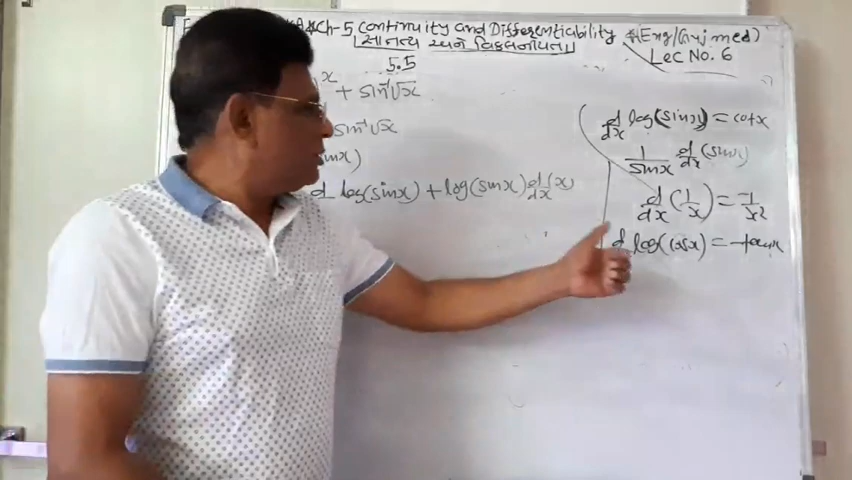 Ch-5 Continuity and Differentiability (Eng/Guj med)
સાતત્ય અને વિકલનીયતા
Lec No. 6
5.5
x + sin⁻¹√x
sin⁻¹√x
sinx)
d log(sinx) + log(sinx) d/dx (x)
d/dx log(sinx) = cotx
1/sinx d/dx (sinx)
d/dx (1/x) = -1/x²
d log(cosx) = -tanx